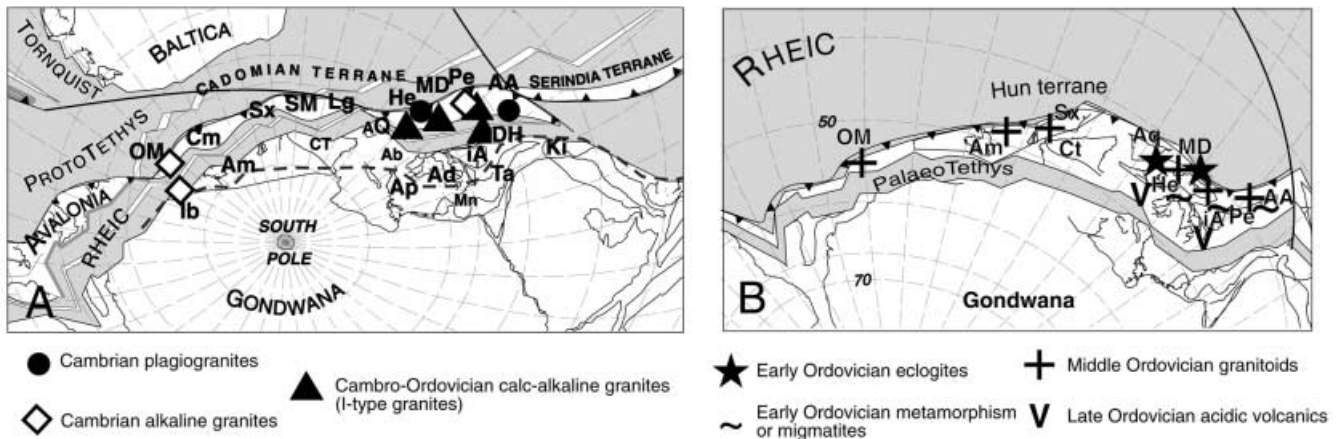 TORNQUIST
BALTICA
CADOMIAN TERRANE
SERINDIA TERRANE
PROTOTETHYS
MD
Pe
AA
He
Sx
SM
Lg
AQ
DH
Cm
CT
iA
Ki
OM
Am
Ab
Ad
Ta
Ap
Mn
Ib
AVALONIA
RHEIC
SOUTH
POLE
GONDWANA
A
RHEIC
Hun terrane
50
OM
Sx
Am
Ct
Aq
MD
PalaeoTethys
He
iA
Pe
AA
70
B
Gondwana
Cambrian plagiogranites
Cambrian alkaline granites
Cambro-Ordovician calc-alkaline granites
(I-type granites)
Early Ordovician eclogites
Early Ordovician metamorphism
or migmatites
Middle Ordovician granitoids
Late Ordovician acidic volcanics